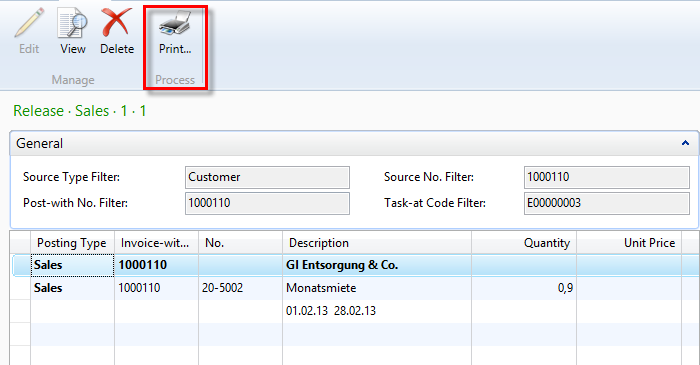 Edit View Delete Print...
Manage Process
Release · Sales · 1 · 1
General
Source Type Filter: Customer Source No. Filter: 1000110
Post-with No. Filter: 1000110 Task-at Code Filter: E00000003
Posting Type Invoice-wit... No. Description Quantity Unit Price
Sales 1000110 GI Entsorgung & Co.
Sales 1000110 20-5002 Monatsmiete 0,9
01.02.13 28.02.13